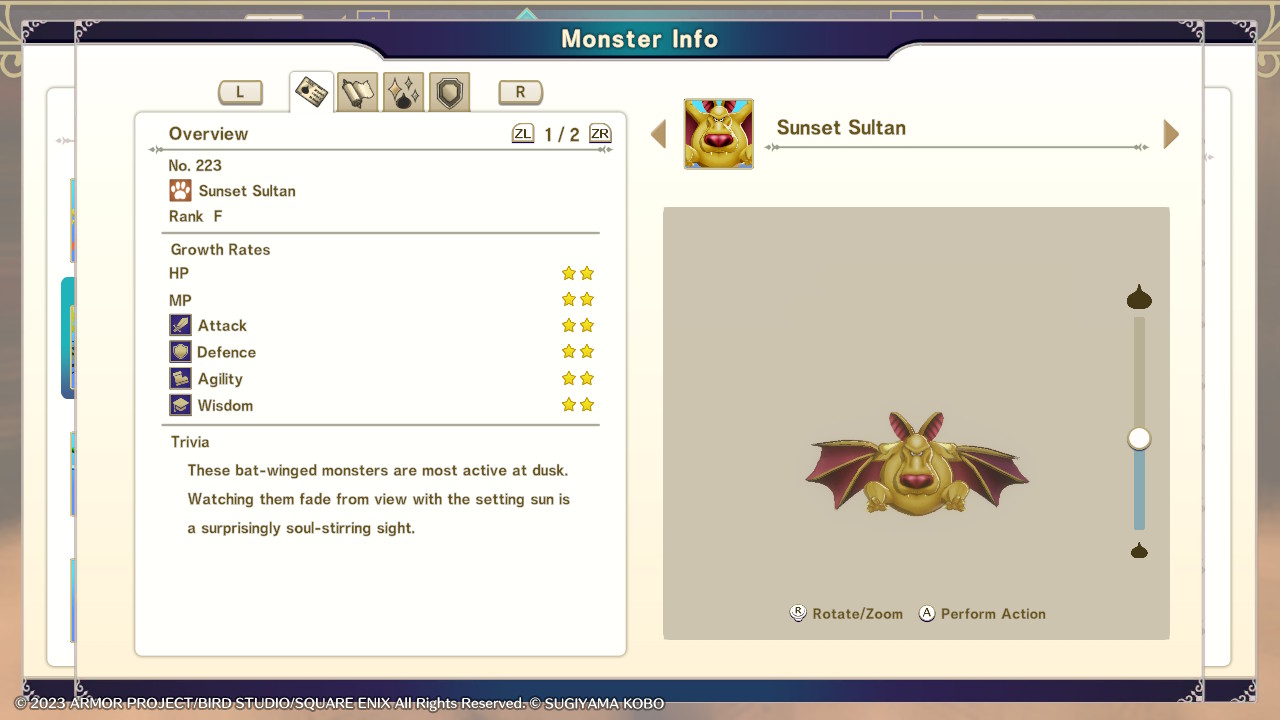 Monster Info
L
R
Overview
ZL 1 / 2 ZR
No. 223
Sunset Sultan
Rank F
Growth Rates
HP
MP
Attack
Defence
Agility
Wisdom
Trivia
These bat-winged monsters are most active at dusk.
Watching them fade from view with the setting sun is
a surprisingly soul-stirring sight.
Sunset Sultan
R Rotate/Zoom A Perform Action
© 2023 ARMOR PROJECT/BIRD STUDIO/SQUARE ENIX All Rights Reserved. © SUGIYAMA KOBO